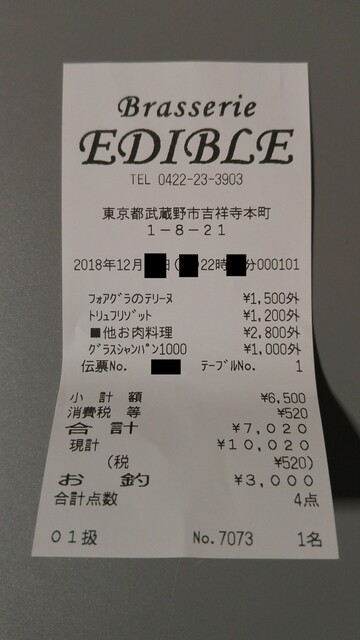 Brasserie
EDIBLE
TEL 0422-23-3903
東京都武蔵野市吉祥寺本町
1-8-21
2018年12月 日( 22時 分000101
フォアグラのテリーヌ ¥1,500外
トリュフリゾット ¥1,200外
■他お肉料理 ¥2,800外
グラスシャンパン1000 ¥1,000外
伝票No. テーブルNo. 1
小計額 ¥6,500
消費税等 ¥520
合計 ¥7,020
現計 ¥10,020
(税 ¥520)
お釣 ¥3,000
合計点数 4点
01扱 No.7073 1名